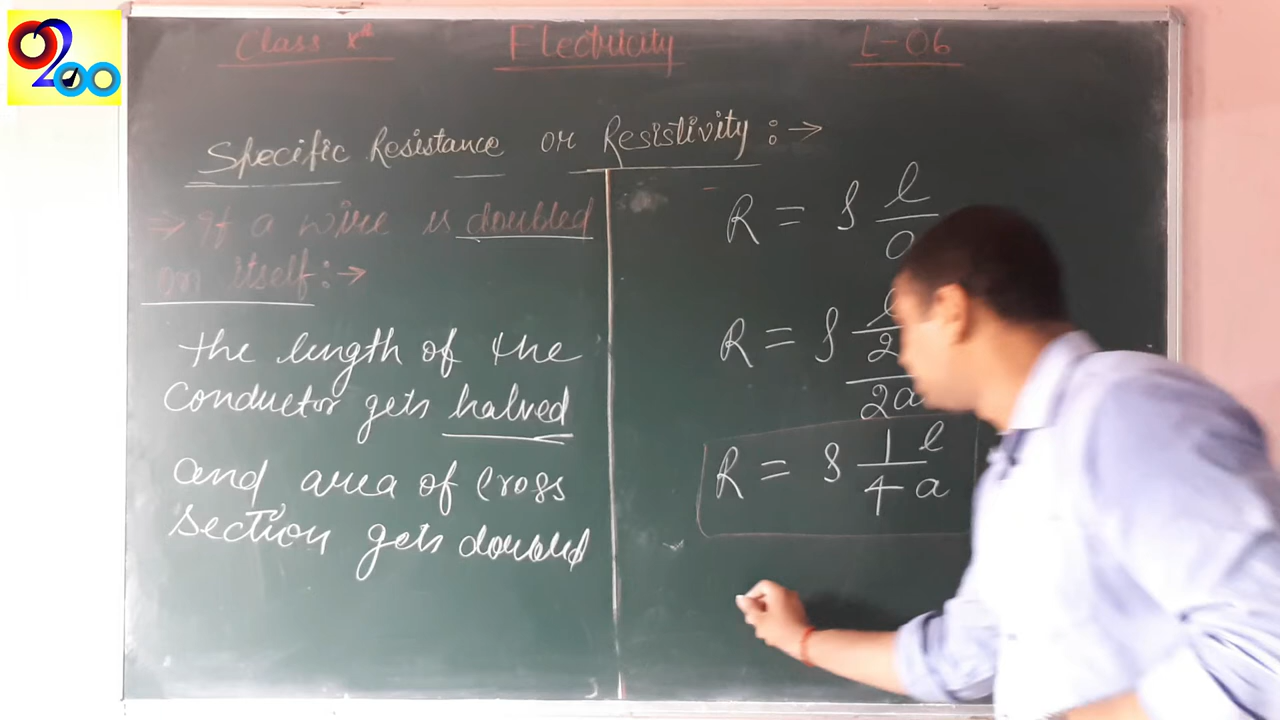 0200
Class Xth Electricity L-06
Specific Resistance or Resistivity :→
→ If a wire is doubled
on itself :→
the length of the
conductor gets halved
and area of cross
section gets doubled
R = ρ l/a
R = ρ l/2/2a
R = ρ 1/4 l/a